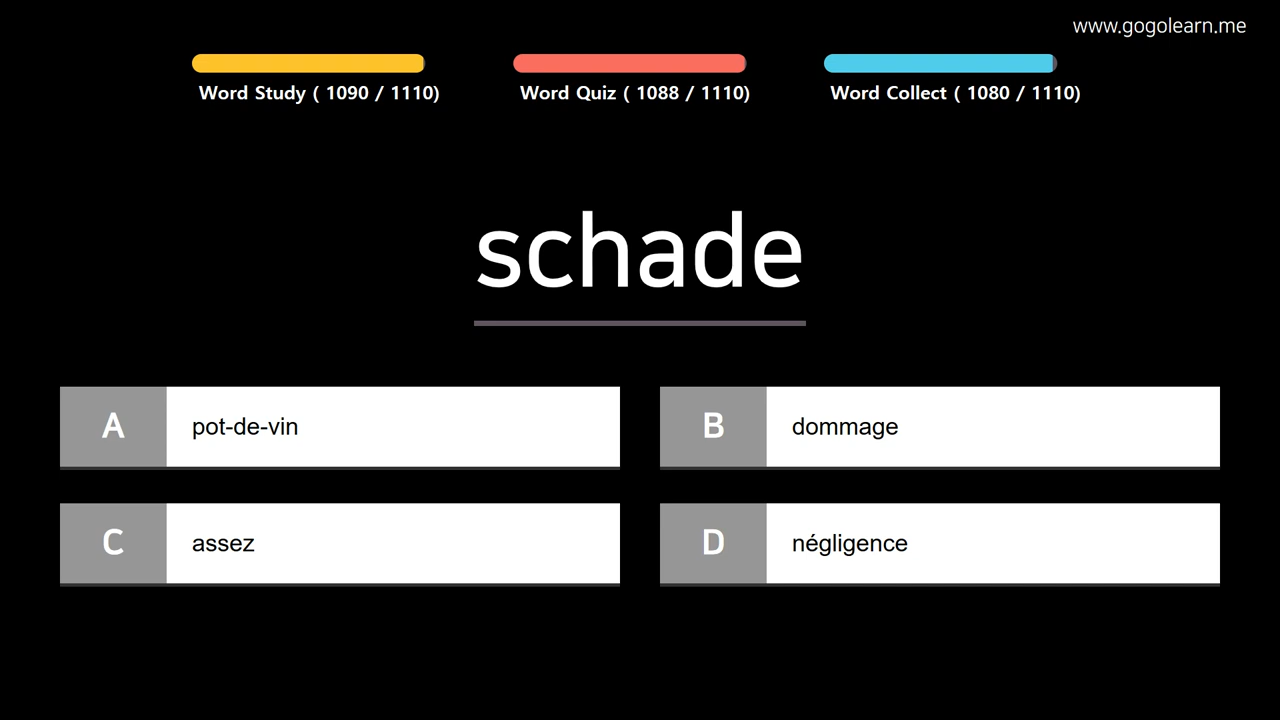 www.gogolearn.me
Word Study ( 1090 / 1110)
Word Quiz ( 1088 / 1110)
Word Collect ( 1080 / 1110)
schade
A pot-de-vin
B dommage
C assez
D négligence